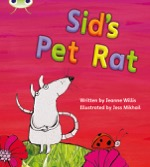 Sid's
Pet Rat
Written by Jeanne Willis
Illustrated by Jess Mikhail